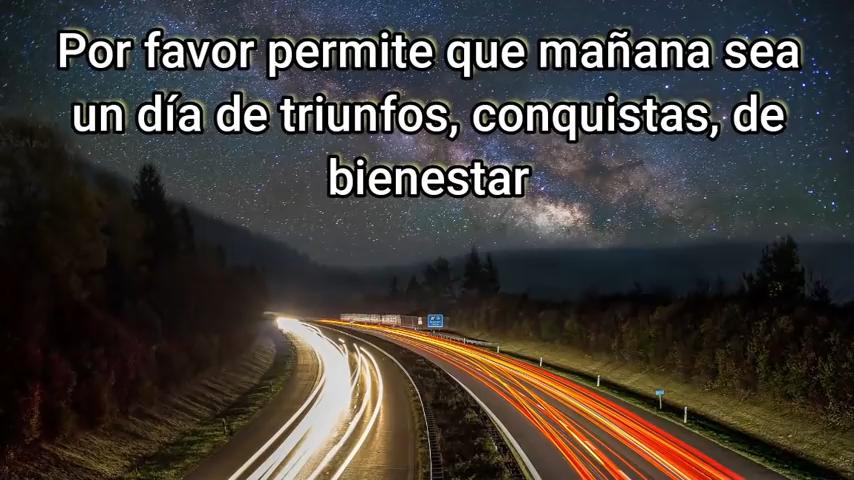 Por favor permite que mañana sea
un día de triunfos, conquistas, de
bienestar